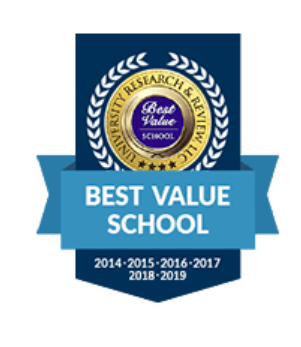 UNIVERSITY RESEARCH & REVIEW LLC
Best
Value
SCHOOL
BEST VALUE
SCHOOL
2014·2015·2016·2017
2018·2019